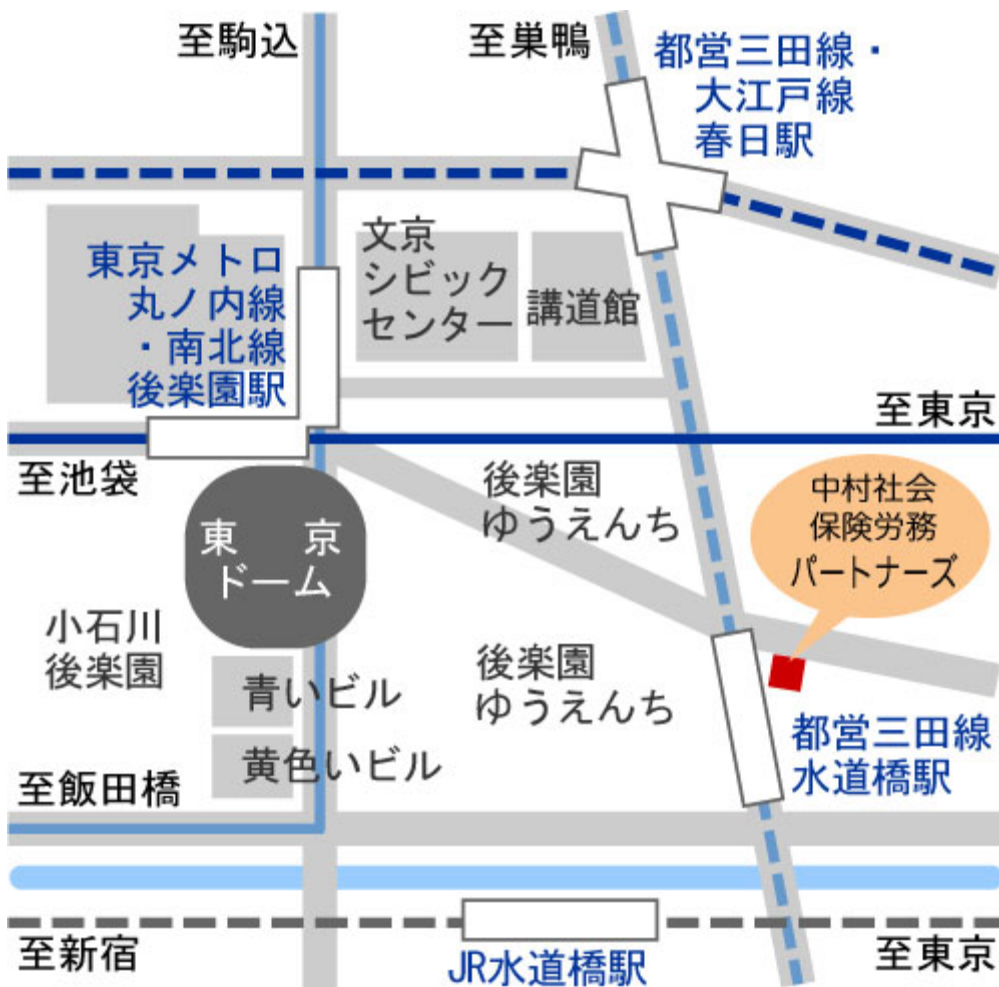 至駒込
至巣鴨
都営三田線・
大江戸線
春日駅
東京メトロ
丸ノ内線
・南北線
後楽園駅
文京
シビック
センター
講道館
至東京
至池袋
東 京
ドーム
後楽園
ゆうえんち
中村社会
保険労務
パートナーズ
小石川
後楽園
青いビル
黄色いビル
後楽園
ゆうえんち
都営三田線
水道橋駅
至飯田橋
至新宿
JR水道橋駅
至東京